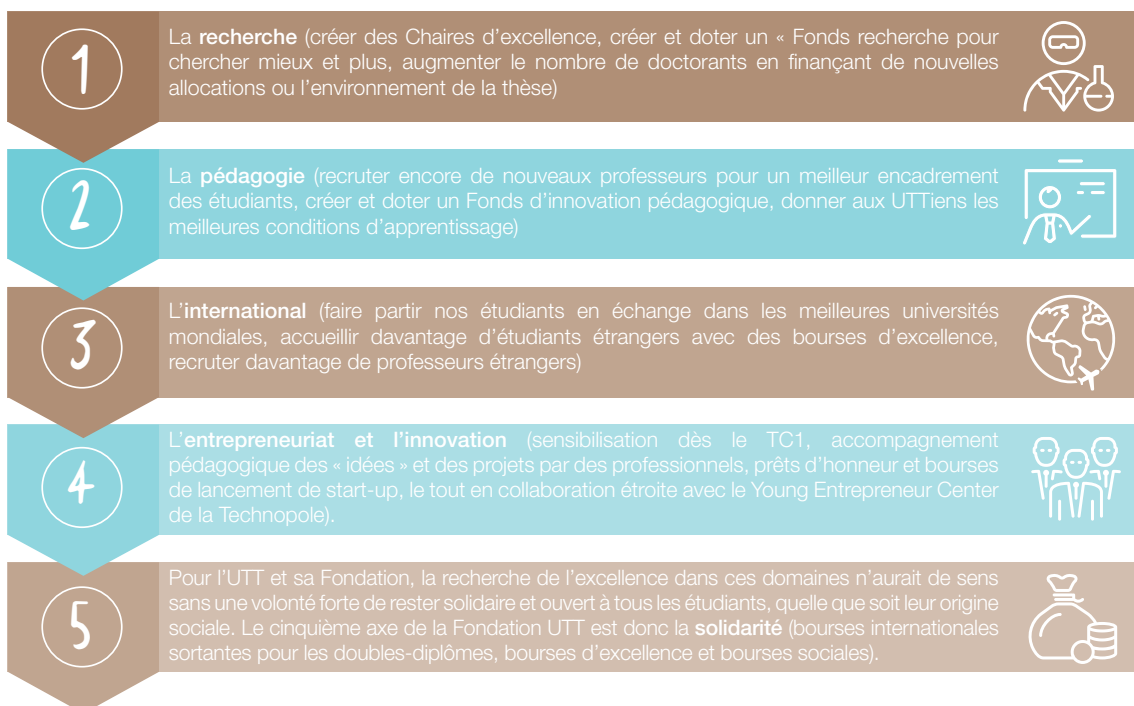 1
La recherche (créer des Chaires d’excellence, créer et doter un « Fonds recherche pour
chercher mieux et plus, augmenter le nombre de doctorants en finançant de nouvelles
allocations ou l’environnement de la thèse)
2
La pédagogie (recruter encore de nouveaux professeurs pour un meilleur encadrement
des étudiants, créer et doter un Fonds d’innovation pédagogique, donner aux UTTiens les
meilleures conditions d’apprentissage)
3
L’international (faire partir nos étudiants en échange dans les meilleures universités
mondiales, accueillir davantage d’étudiants étrangers avec des bourses d’excellence,
recruter davantage de professeurs étrangers)
4
L’entrepreneuriat et l’innovation (sensibilisation dès le TC1, accompagnement
pédagogique des « idées » et des projets par des professionnels, prêts d’honneur et bourses
de lancement de start-up, le tout en collaboration étroite avec le Young Entrepreneur Center
de la Technopole).
5
Pour l’UTT et sa Fondation, la recherche de l’excellence dans ces domaines n’aurait de sens
sans une volonté forte de rester solidaire et ouvert à tous les étudiants, quelle que soit leur origine
sociale. Le cinquième axe de la Fondation UTT est donc la solidarité (bourses internationales
sortantes pour les doubles-diplômes, bourses d’excellence et bourses sociales).